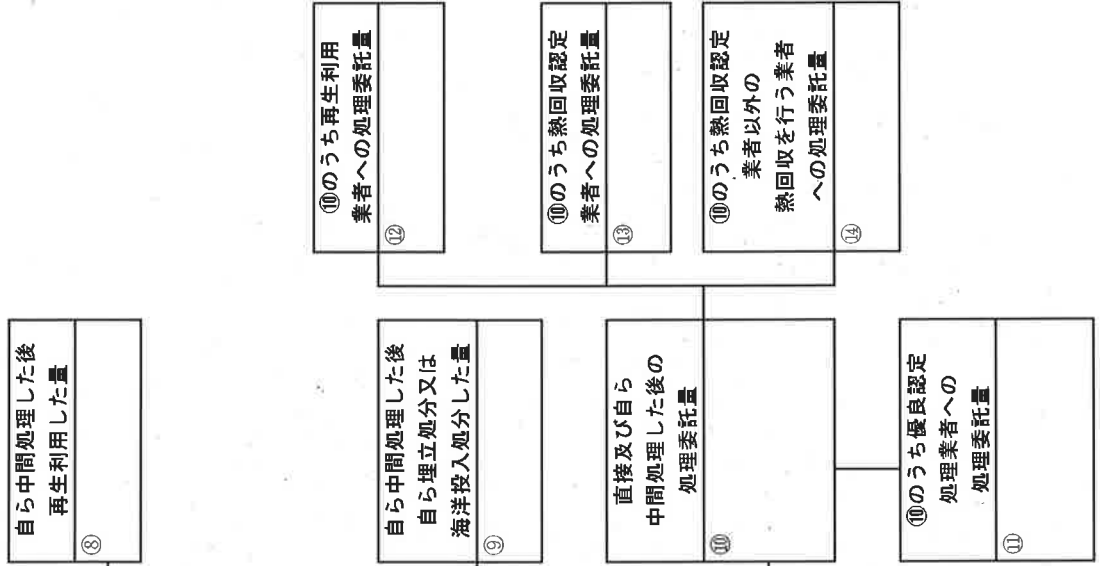 自ら中間処理した後
再生利用した量
⑧
自ら中間処理した後
自ら埋立処分又は
海洋投入処分した量
⑨
直接及び自ら
中間処理した後の
処理委託量
⑩
⑩のうち優良認定
処理業者への
処理委託量
⑪
⑩のうち再生利用
業者への処理委託量
⑫
⑩のうち熱回収認定
業者への処理委託量
⑬
⑩のうち熱回収認定
業者以外の
熱回収を行う業者
への処理委託量
⑭